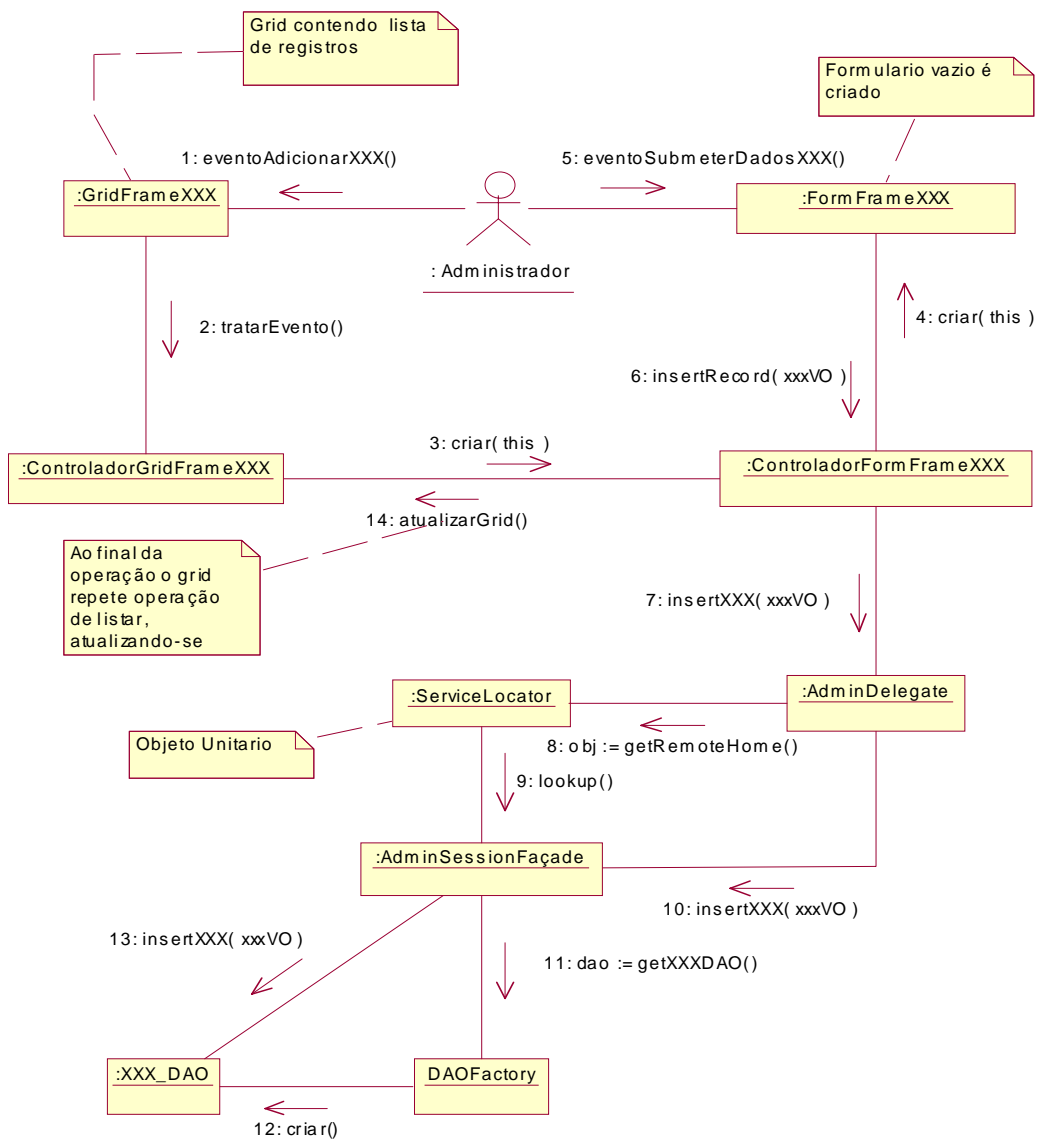 Grid contendo lista
de registros
Formulario vazio é
criado
1: eventoAdicionarXXX()
5: eventoSubmeterDadosXXX()
:GridFrameXXX
:FormFrameXXX
: Administrador
2: tratarEvento()
4: criar( this )
6: insertRecord( xxxVO )
3: criar( this )
:ControladorGridFrameXXX
:ControladorFormFrameXXX
14: atualizarGrid()
Ao final da
operação o grid
repete operação
de listar,
atualizando-se
7: insertXXX( xxxVO )
:ServiceLocator
:AdminDelegate
Objeto Unitario
8: obj := getRemoteHome()
9: lookup()
:AdminSessionFaçade
10: insertXXX( xxxVO )
13: insertXXX( xxxVO )
11: dao := getXXXDAO()
:XXX_DAO
DAOFactory
12: criar()